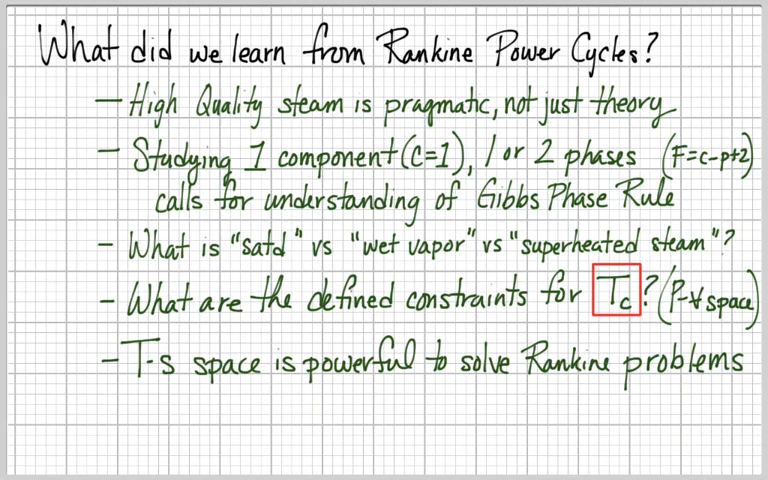 What did we learn from Rankine Power Cycles?
— High Quality steam is pragmatic, not just theory
— Studying 1 component (C=1), 1 or 2 phases (F=c-p+2)
calls for understanding of Gibbs Phase Rule
- What is "satd" vs "wet vapor" vs "superheated steam"?
- What are the defined constraints for Tc? (P-V space)
- T-s space is powerful to solve Rankine problems